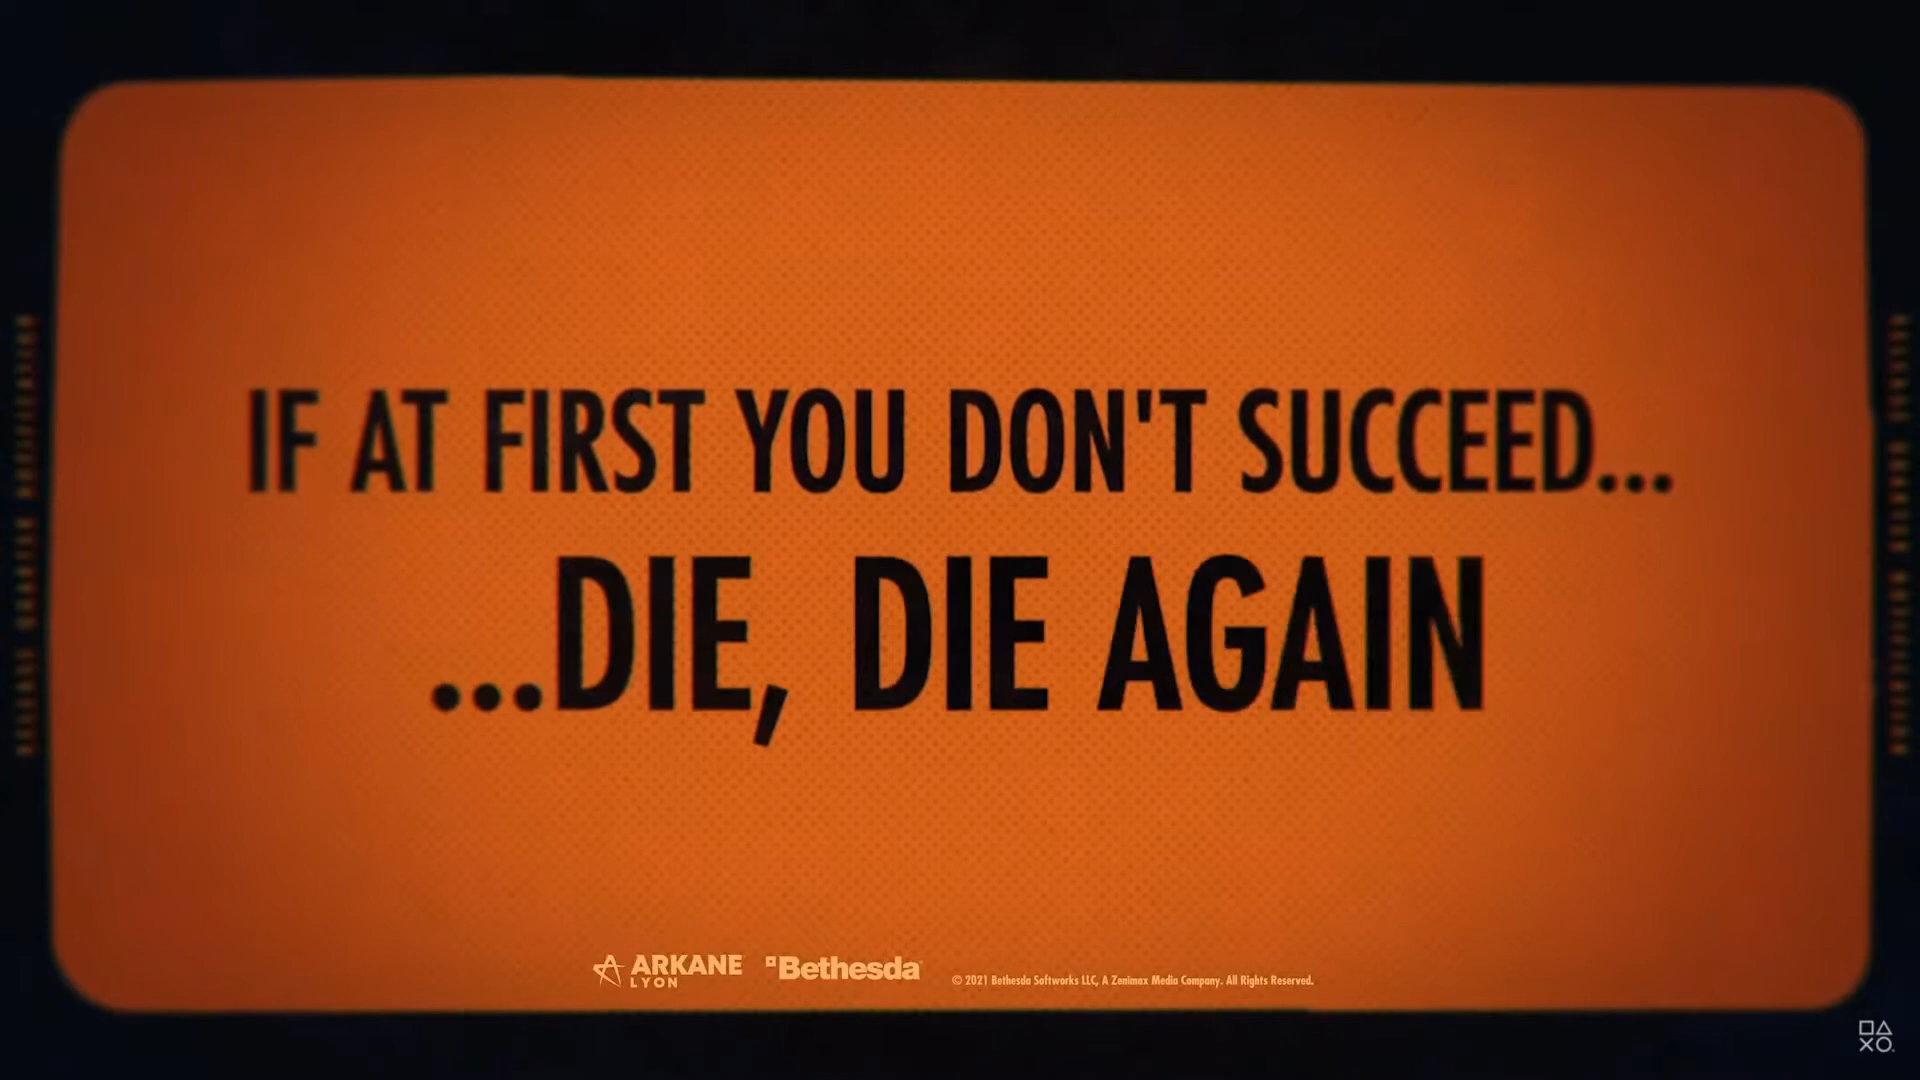 IF AT FIRST YOU DON'T SUCCEED...
...DIE, DIE AGAIN
ARKANE
LYON
Bethesda
© 2021 Bethesda Softworks LLC, A Zenimax Media Company. All Rights Reserved.